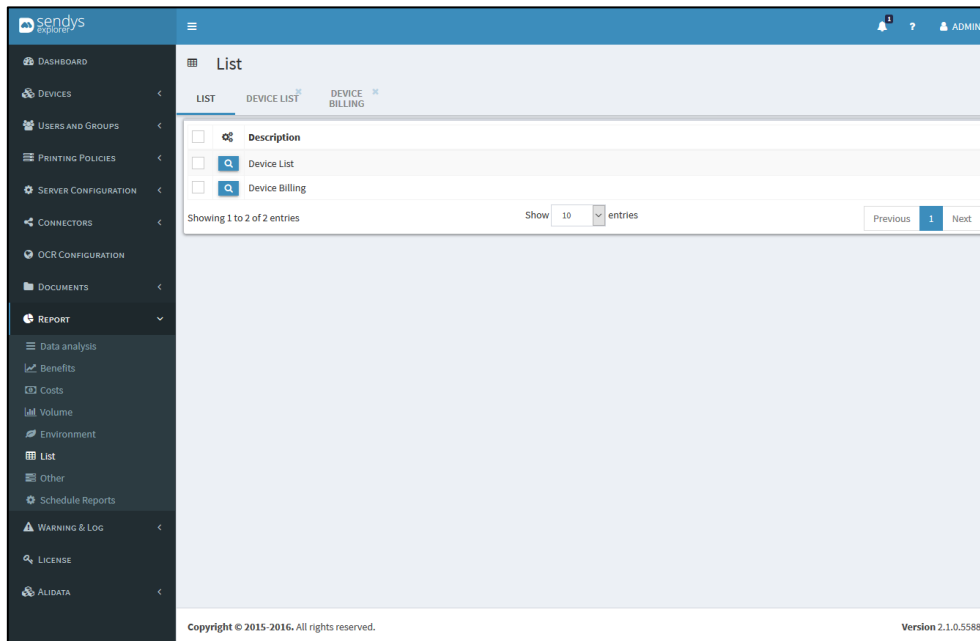 sendys
explorer
1
?
ADMIN
DASHBOARD
DEVICES
USERS AND GROUPS
PRINTING POLICIES
SERVER CONFIGURATION
CONNECTORS
OCR CONFIGURATION
DOCUMENTS
REPORT
Data analysis
Benefits
Costs
Volume
Environment
List
Other
Schedule Reports
WARNING & LOG
LICENSE
ALIDATA
List
LIST
DEVICE LIST
DEVICE
BILLING
Description
Device List
Device Billing
Showing 1 to 2 of 2 entries
Show 10 entries
Previous 1 Next
Copyright © 2015-2016. All rights reserved.
Version 2.1.0.5588